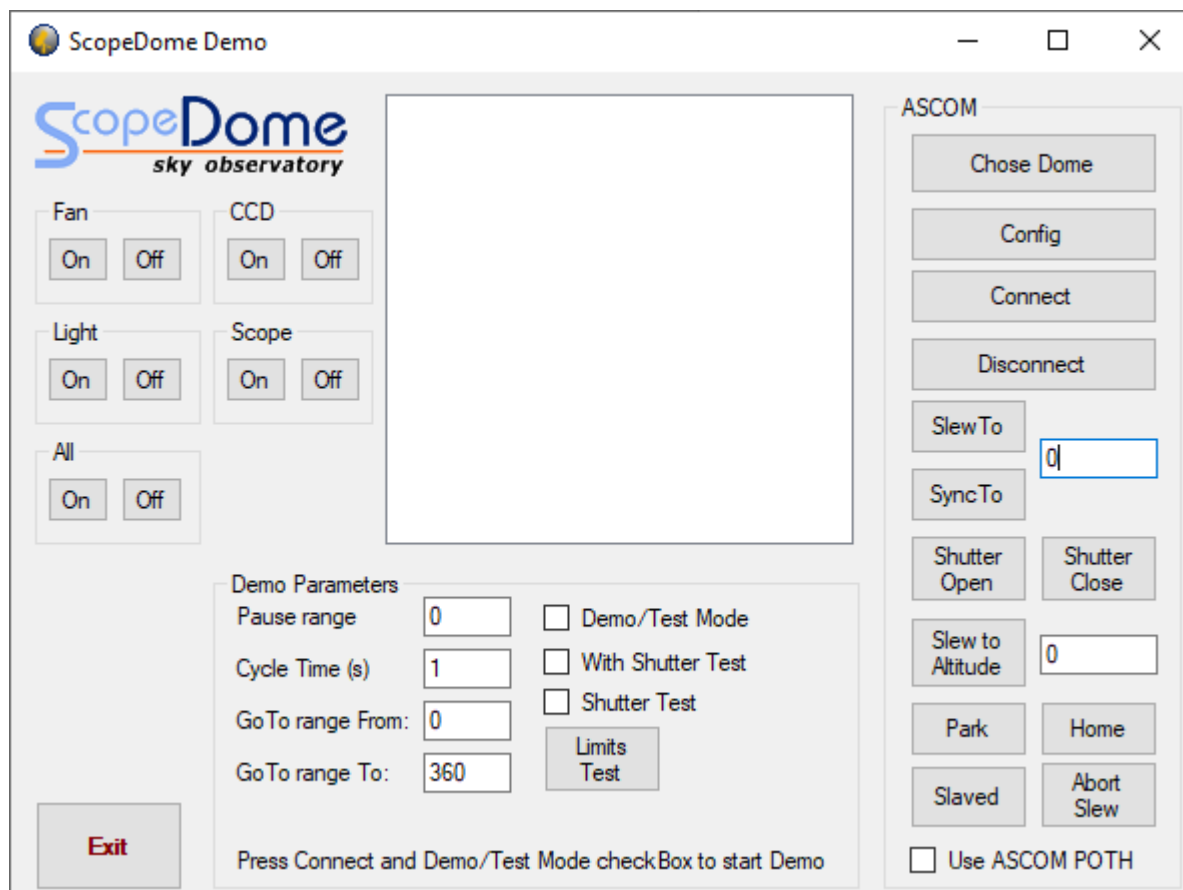 ScopeDome Demo
ScopeDome
sky observatory
Fan
On Off
CCD
On Off
Light
On Off
Scope
On Off
All
On Off
Demo Parameters
Pause range 0
Cycle Time (s) 1
GoTo range From: 0
GoTo range To: 360
Demo/Test Mode
With Shutter Test
Shutter Test
Limits
Test
Press Connect and Demo/Test Mode checkBox to start Demo
Exit
ASCOM
Chose Dome
Config
Connect
Disconnect
SlewTo
0
SyncTo
Shutter
Open
Shutter
Close
Slew to
Altitude
0
Park
Home
Slaved
Abort
Slew
Use ASCOM POTH